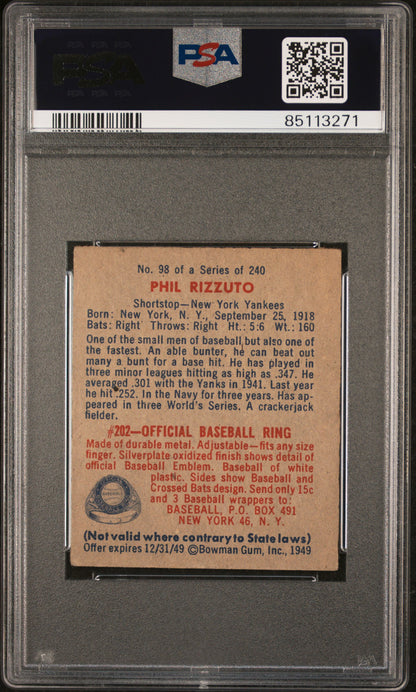 PSA
PSA
85113271
No. 98 of a Series of 240
PHIL RIZZUTO
Shortstop—New York Yankees
Born: New York, N. Y., September 25, 1918
Bats: Right Throws: Right Ht.: 5:6 Wt.: 160
One of the small men of baseball, but also one
of the fastest. An able bunter, he can beat out
many a bunt for a base hit. He has played in
three minor leagues hitting as high as .347. He
averaged .301 with the Yanks in 1941. Last year
he hit .252. In the Navy for three years. Has ap-
peared in three World's Series. A crackerjack
fielder.
#202—OFFICIAL BASEBALL RING
Made of durable metal. Adjustable—fits any size
finger. Silverplate oxidized finish shows detail of
official Baseball Emblem. Baseball of white
plastic. Sides show Baseball and
Crossed Bats design. Send only 15c
and 3 Baseball wrappers to:
BASEBALL, P.O. BOX 491
NEW YORK 46, N. Y.
(Not valid where contrary to State laws)
Offer expires 12/31/49 ©Bowman Gum, Inc., 1949